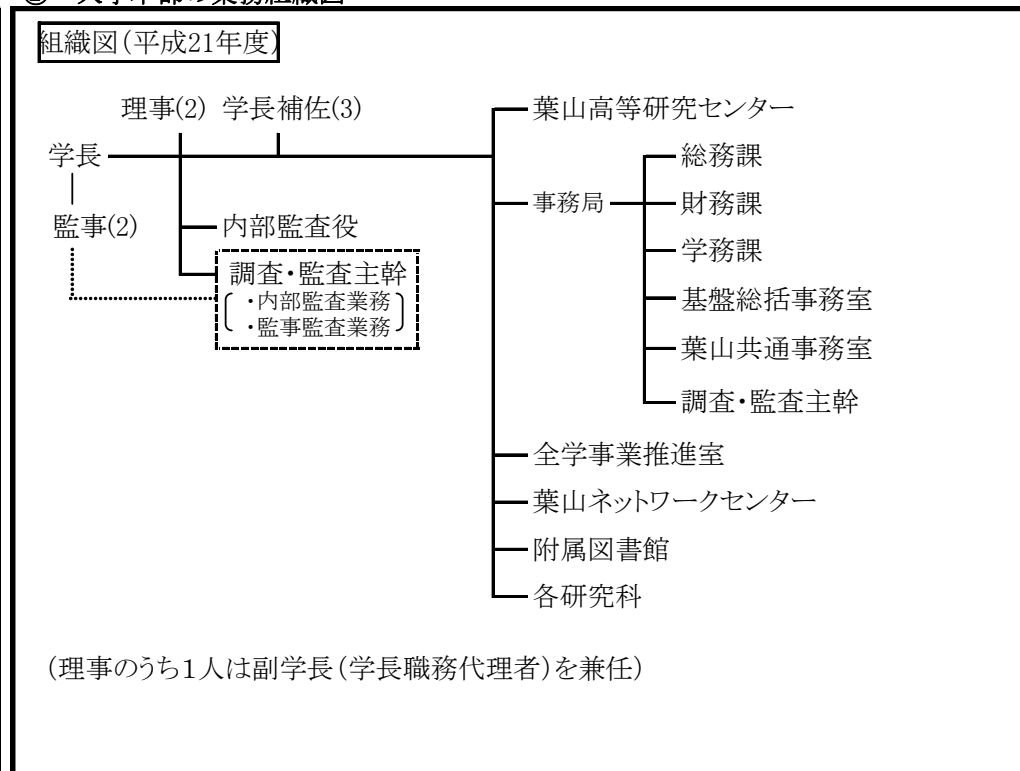 組織図(平成21年度)
理事(2) 学長補佐(3)
学長
監事(2)
内部監査役
調査・監査主幹
・内部監査業務
・監事監査業務
葉山高等研究センター
事務局
総務課
財務課
学務課
基盤総括事務室
葉山共通事務室
調査・監査主幹
全学事業推進室
葉山ネットワークセンター
附属図書館
各研究科
(理事のうち1人は副学長(学長職務代理者)を兼任)